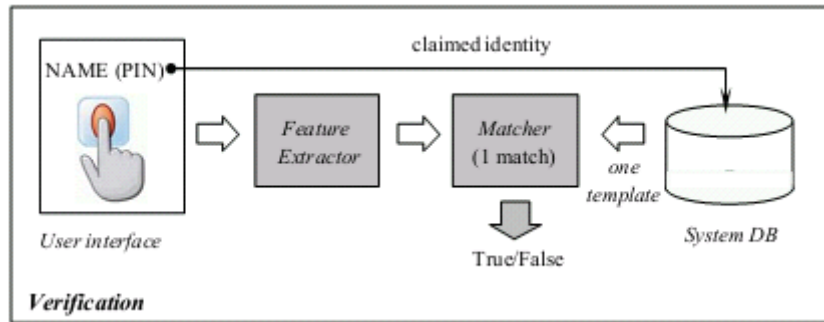 claimed identity
NAME (PIN)
Feature
Extractor
Matcher
(1 match)
one
template
User interface
System DB
True/False
Verification